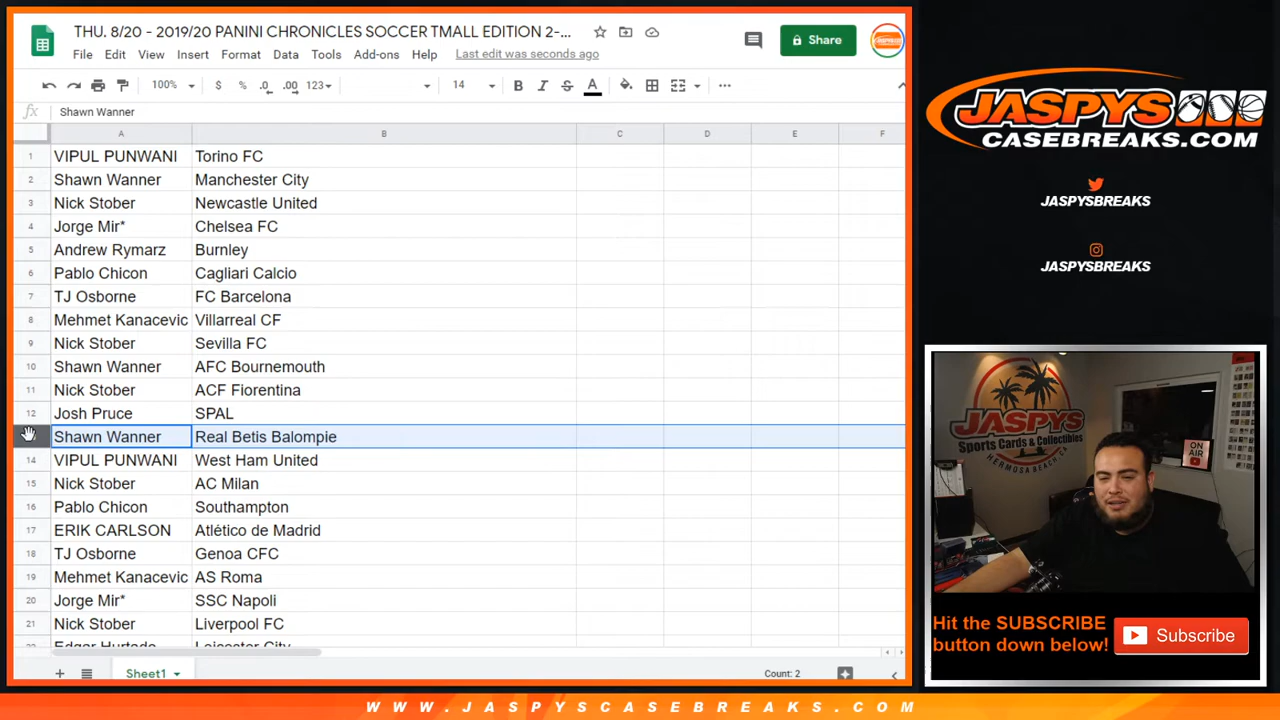 THU. 8/20 - 2019/20 PANINI CHRONICLES SOCCER TMALL EDITION 2-...
File Edit View Insert Format Data Tools Add-ons Help Last edit was seconds ago
Share
100% $ % .0 .00 123 14 B I S A
fx Shawn Wanner
A B C D E F
1 VIPUL PUNWANI Torino FC
2 Shawn Wanner Manchester City
3 Nick Stober Newcastle United
4 Jorge Mir* Chelsea FC
5 Andrew Rymarz Burnley
6 Pablo Chicon Cagliari Calcio
7 TJ Osborne FC Barcelona
8 Mehmet Kanacevic Villarreal CF
9 Nick Stober Sevilla FC
10 Shawn Wanner AFC Bournemouth
11 Nick Stober ACF Fiorentina
12 Josh Pruce SPAL
Shawn Wanner Real Betis Balompie
14 VIPUL PUNWANI West Ham United
15 Nick Stober AC Milan
16 Pablo Chicon Southampton
17 ERIK CARLSON Atlético de Madrid
18 TJ Osborne Genoa CFC
19 Mehmet Kanacevic AS Roma
20 Jorge Mir* SSC Napoli
21 Nick Stober Liverpool FC
22 Edgar Hurtado Leicester City
Sheet1
Count: 2
JASPYS
CASEBREAKS.COM
JASPYSBREAKS
JASPYSBREAKS
JASPYS
Sports Cards & Collectibles
HERMOSA BEACH, CA
ON AIR
Hit the SUBSCRIBE
button down below!
Subscribe
WWW.JASPYSCASEBREAKS.COM